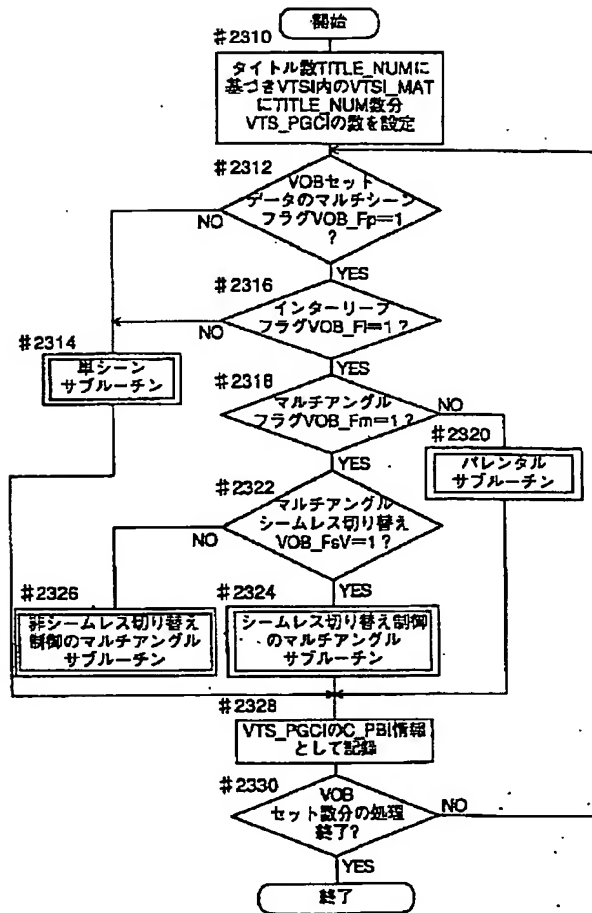 開始
#2310
タイトル数TITLE_NUMに
基づきVTSI内のVTSI_MAT
にTITLE_NUM数分
VTS_PGCIの数を設定
#2312
VOBセット
データのマルチシーン
フラグVOB_Fp=1
?
NO
YES
#2316
インターリーブ
フラグVOB_Fi=1?
NO
YES
#2314
単シーン
サブルーチン
#2318
マルチアングル
フラグVOB_Fm=1?
NO
YES
#2320
パレンタル
サブルーチン
#2322
マルチアングル
シームレス切り替え
VOB_FsV=1?
NO
YES
#2326
非シームレス切り替え
制御のマルチアングル
サブルーチン
#2324
シームレス切り替え制御
のマルチアングル
サブルーチン
#2328
VTS_PGCIのC_PBI情報
として記録
#2330
VOB
セット数分の処理
終了?
NO
YES
終了